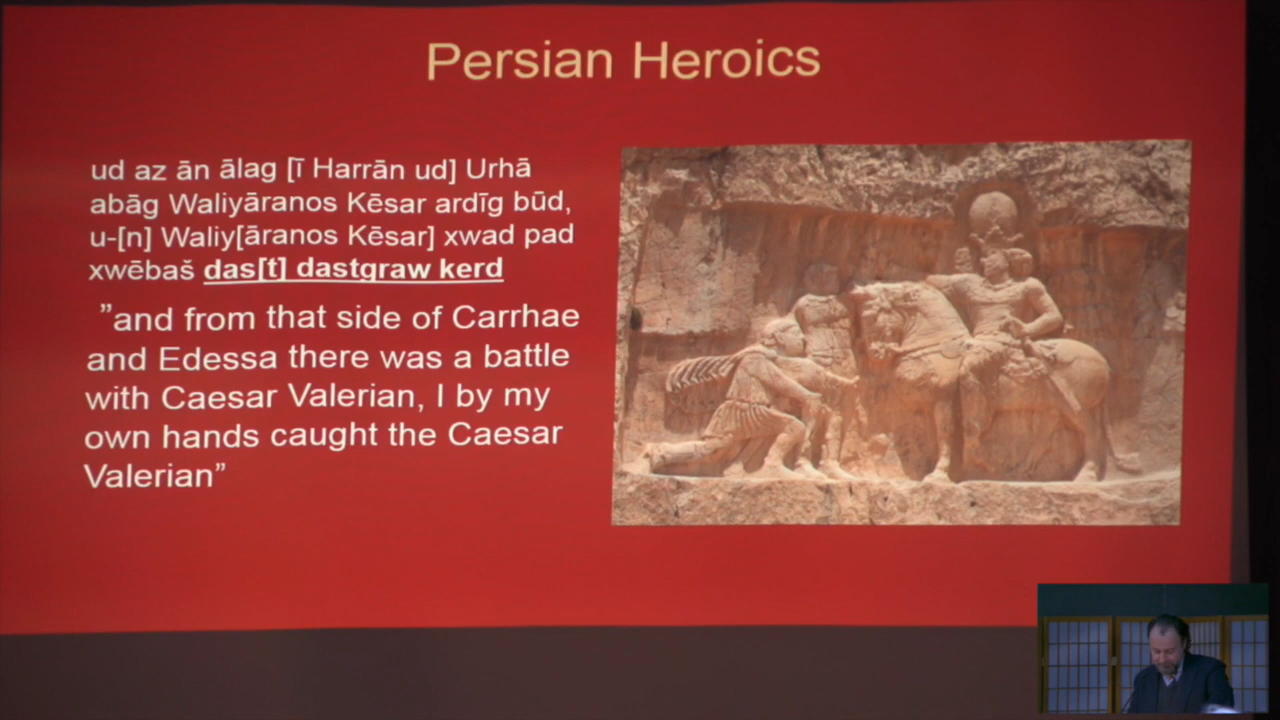 Persian Heroics
ud az ān ālag [ī Harrān ud] Urhā
abāg Waliyāranos Kēsar ardīg būd,
u-[n] Waliy[āranos Kēsar] xwad pad
xwēbaš das[t] dastgraw kerd
”and from that side of Carrhae
and Edessa there was a battle
with Caesar Valerian, I by my
own hands caught the Caesar
Valerian”